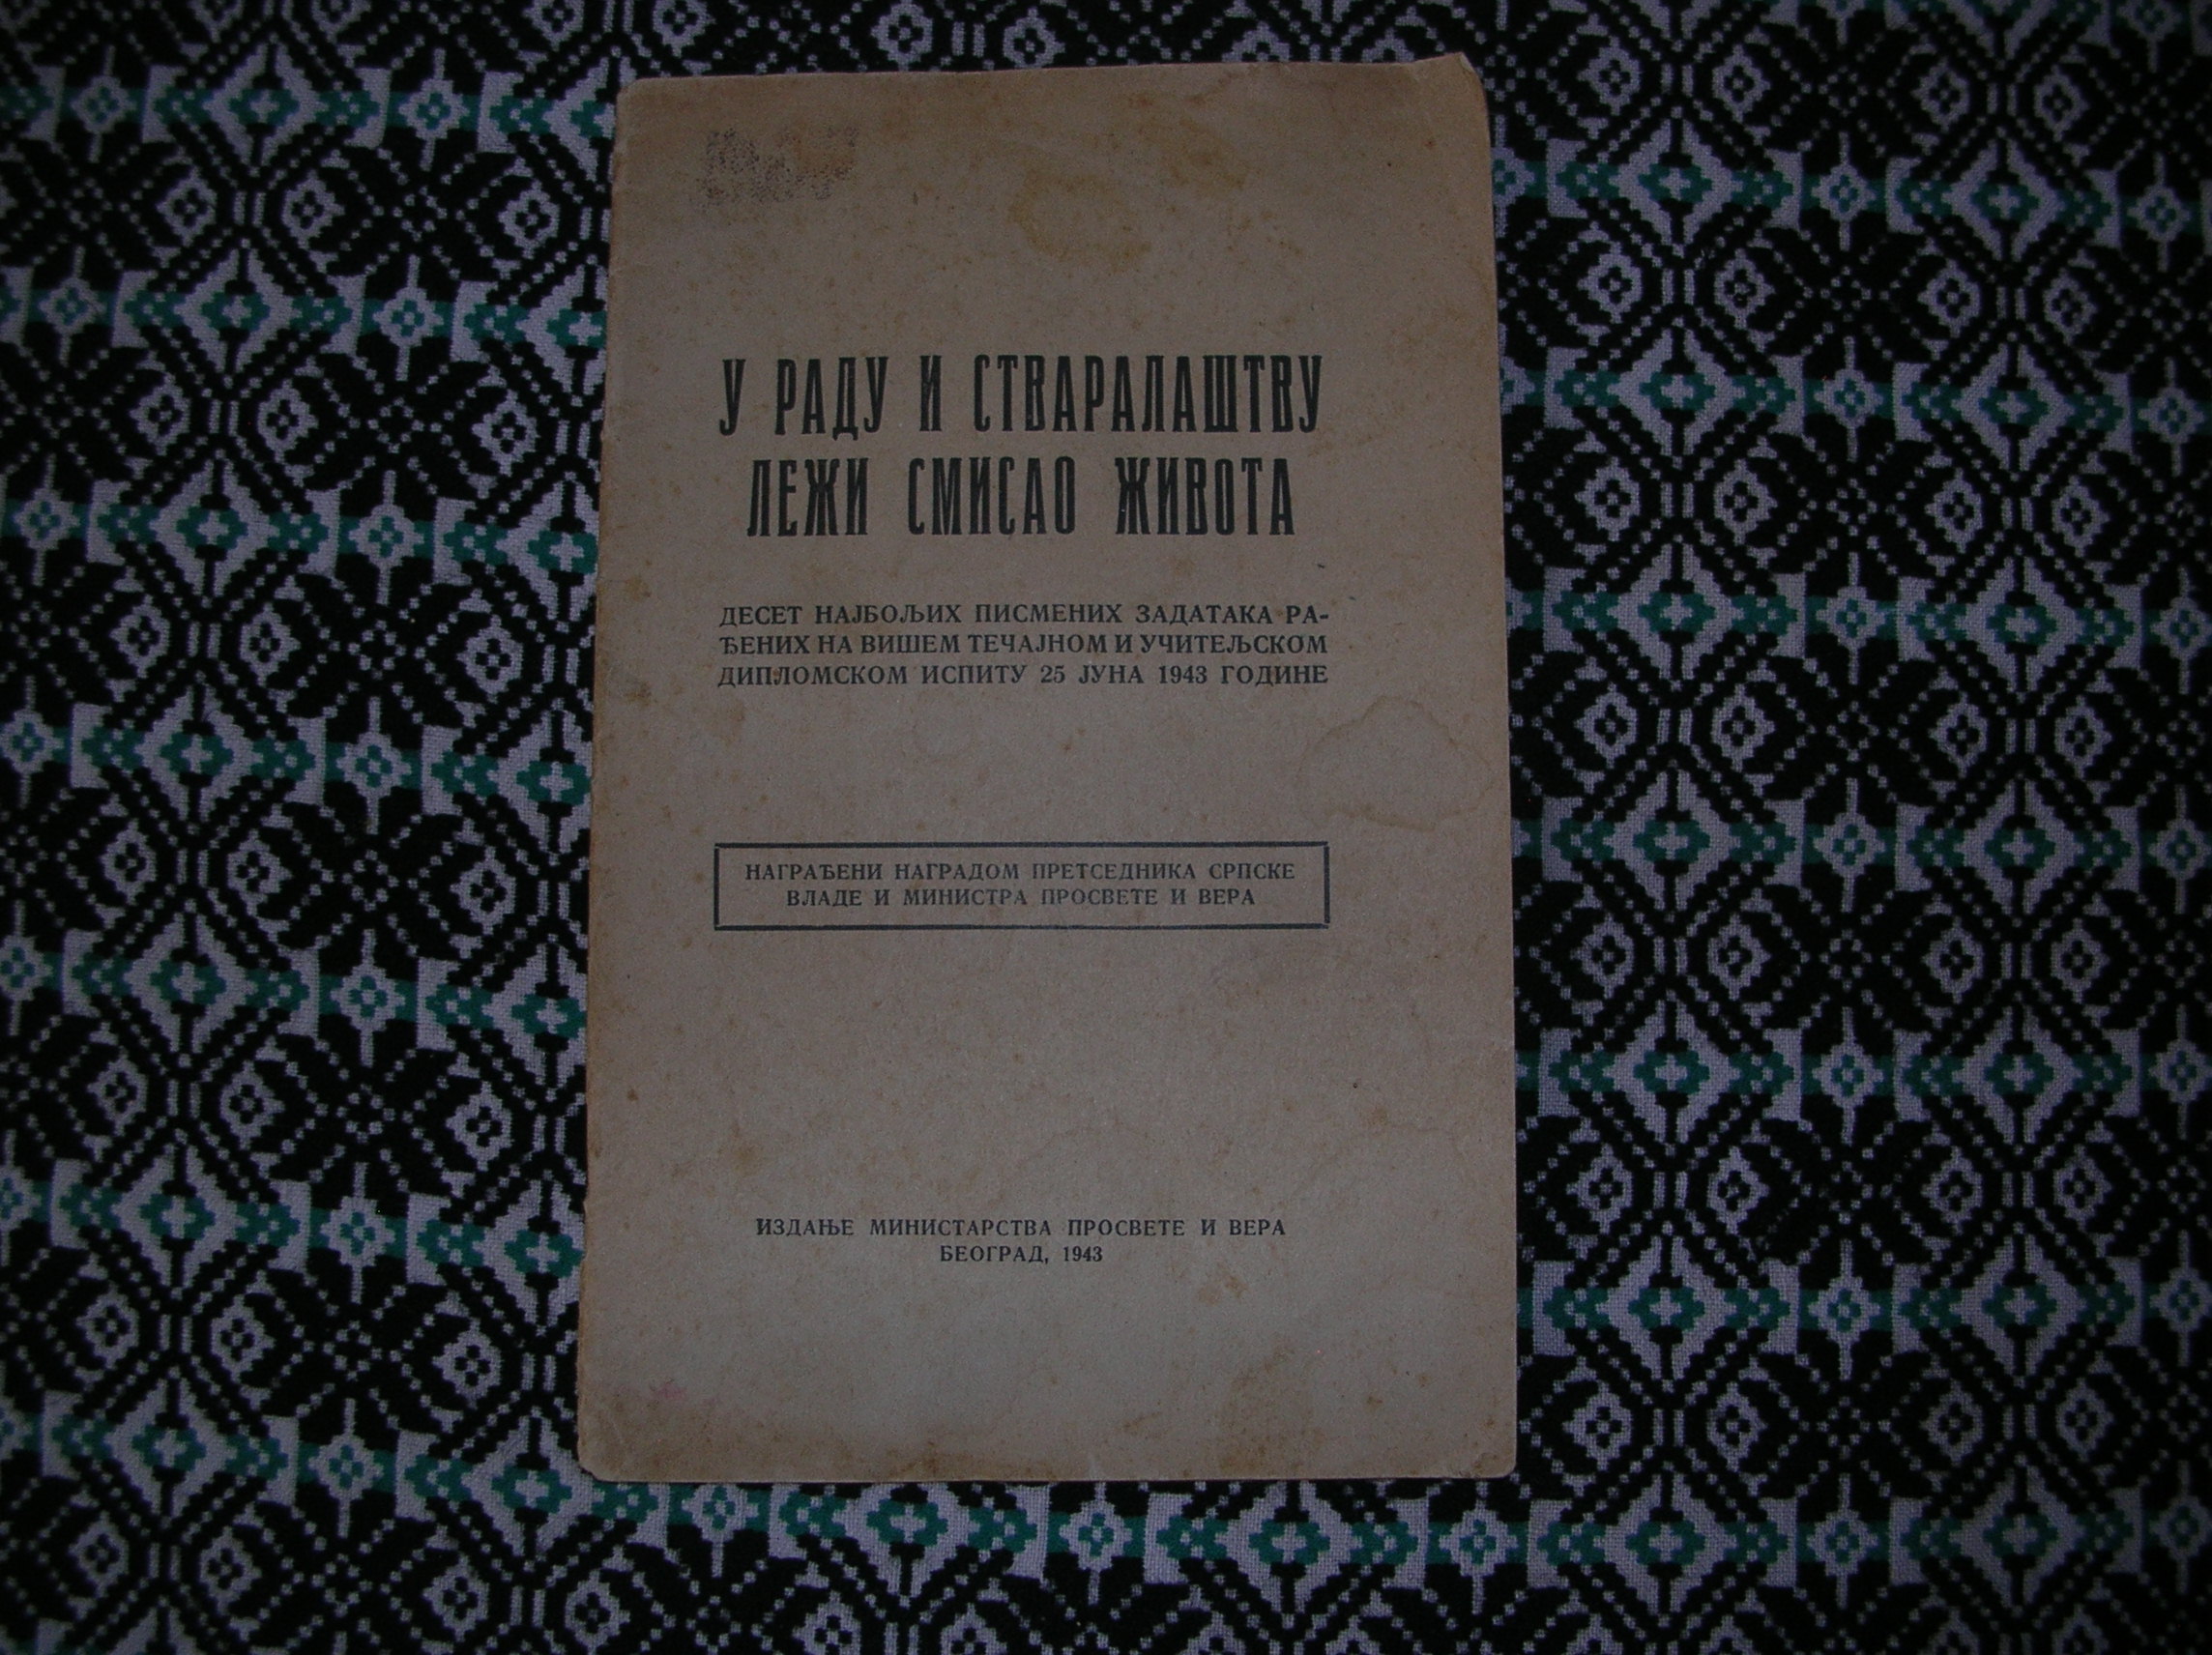 У РАДУ И СТВАРАЛАШТВУ
ЛЕЖИ СМИСАО ЖИВОТА
ДЕСЕТ НАЈБОЉИХ ПИСМЕНИХ ЗАДАТАКА РА-
ЂЕНИХ НА ВИШЕМ ТЕЧАЈНОМ И УЧИТЕЉСКОМ
ДИПЛОМСКОМ ИСПИТУ 25 ЈУНА 1943 ГОДИНЕ
НАГРАЂЕНИ НАГРАДОМ ПРЕТСЕДНИКА СРПСКЕ
ВЛАДЕ И МИНИСТРА ПРОСВЕТЕ И ВЕРА
ИЗДАЊЕ МИНИСТАРСТВА ПРОСВЕТЕ И ВЕРА
БЕОГРАД, 1943